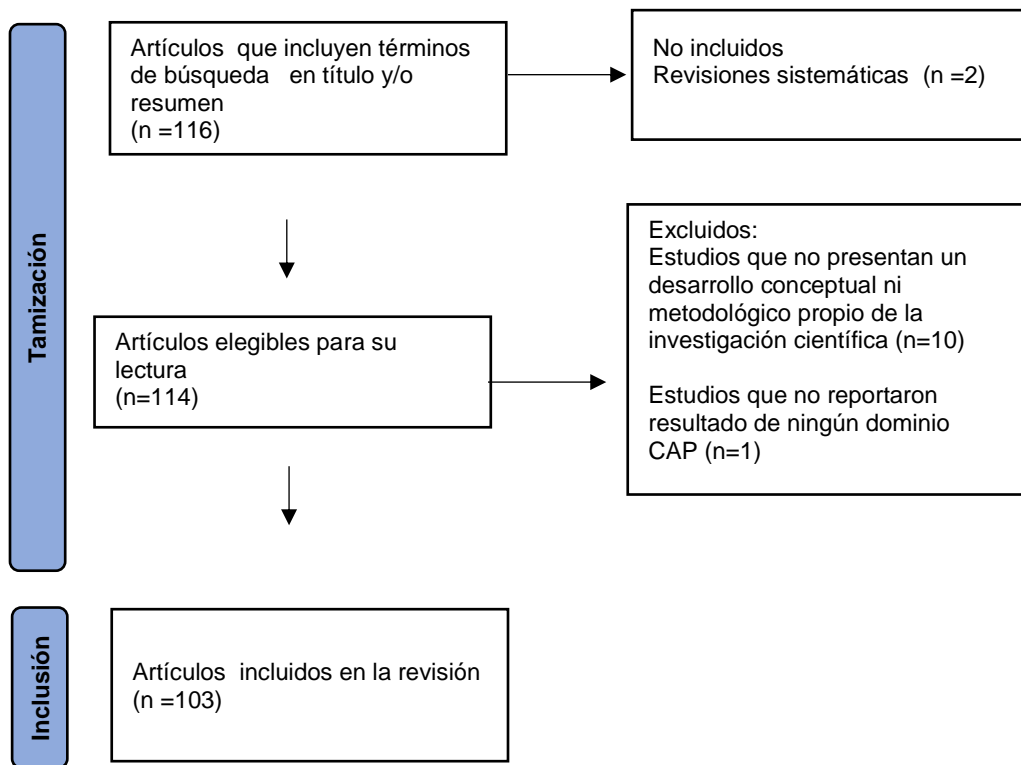 Tamización
Artículos que incluyen términos
de búsqueda en título y/o
resumen
(n =116)
No incluidos
Revisiones sistemáticas (n =2)
Artículos elegibles para su
lectura
(n=114)
Excluidos:
Estudios que no presentan un
desarrollo conceptual ni
metodológico propio de la
investigación científica (n=10)
Estudios que no reportaron
resultado de ningún dominio
CAP (n=1)
Inclusión
Artículos incluidos en la revisión
(n =103)